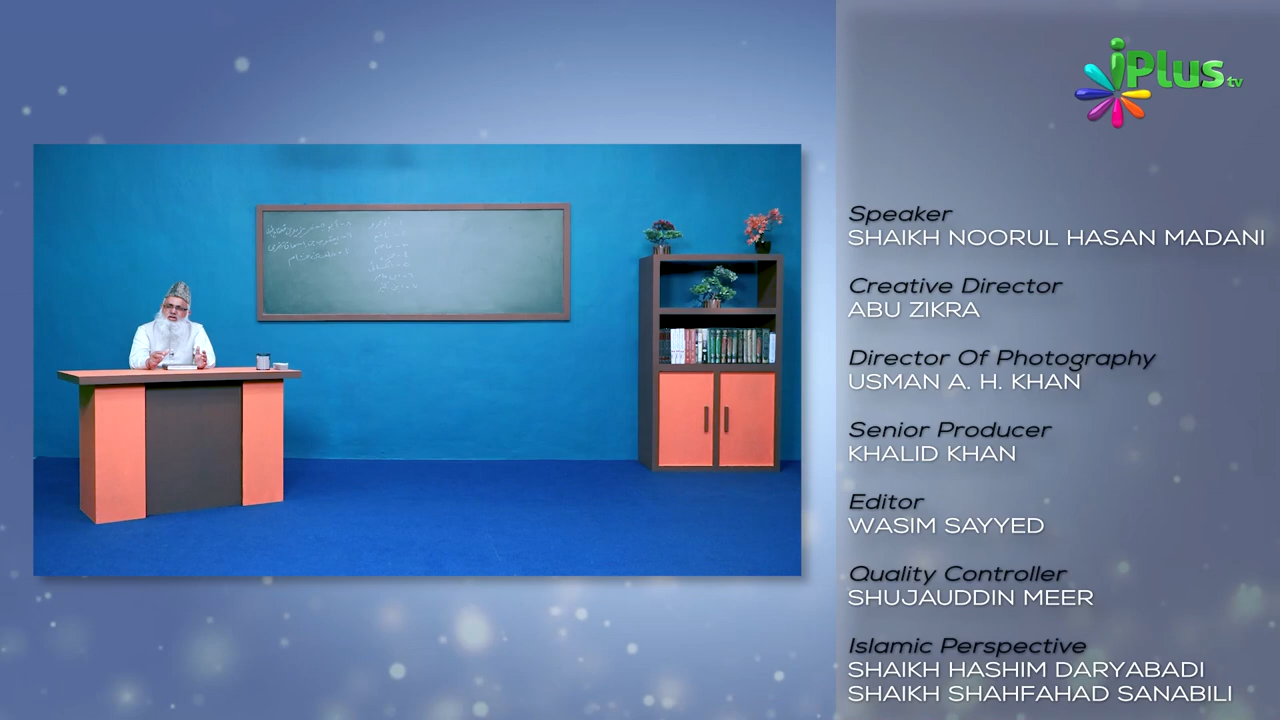 iPlus tv
Speaker
SHAIKH NOORUL HASAN MADANI
Creative Director
ABU ZIKRA
Director Of Photography
USMAN A. H. KHAN
Senior Producer
KHALID KHAN
Editor
WASIM SAYYED
Quality Controller
SHUJAUDDIN MEER
Islamic Perspective
SHAIKH HASHIM DARYABADI
SHAIKH SHAHFAHAD SANABILI